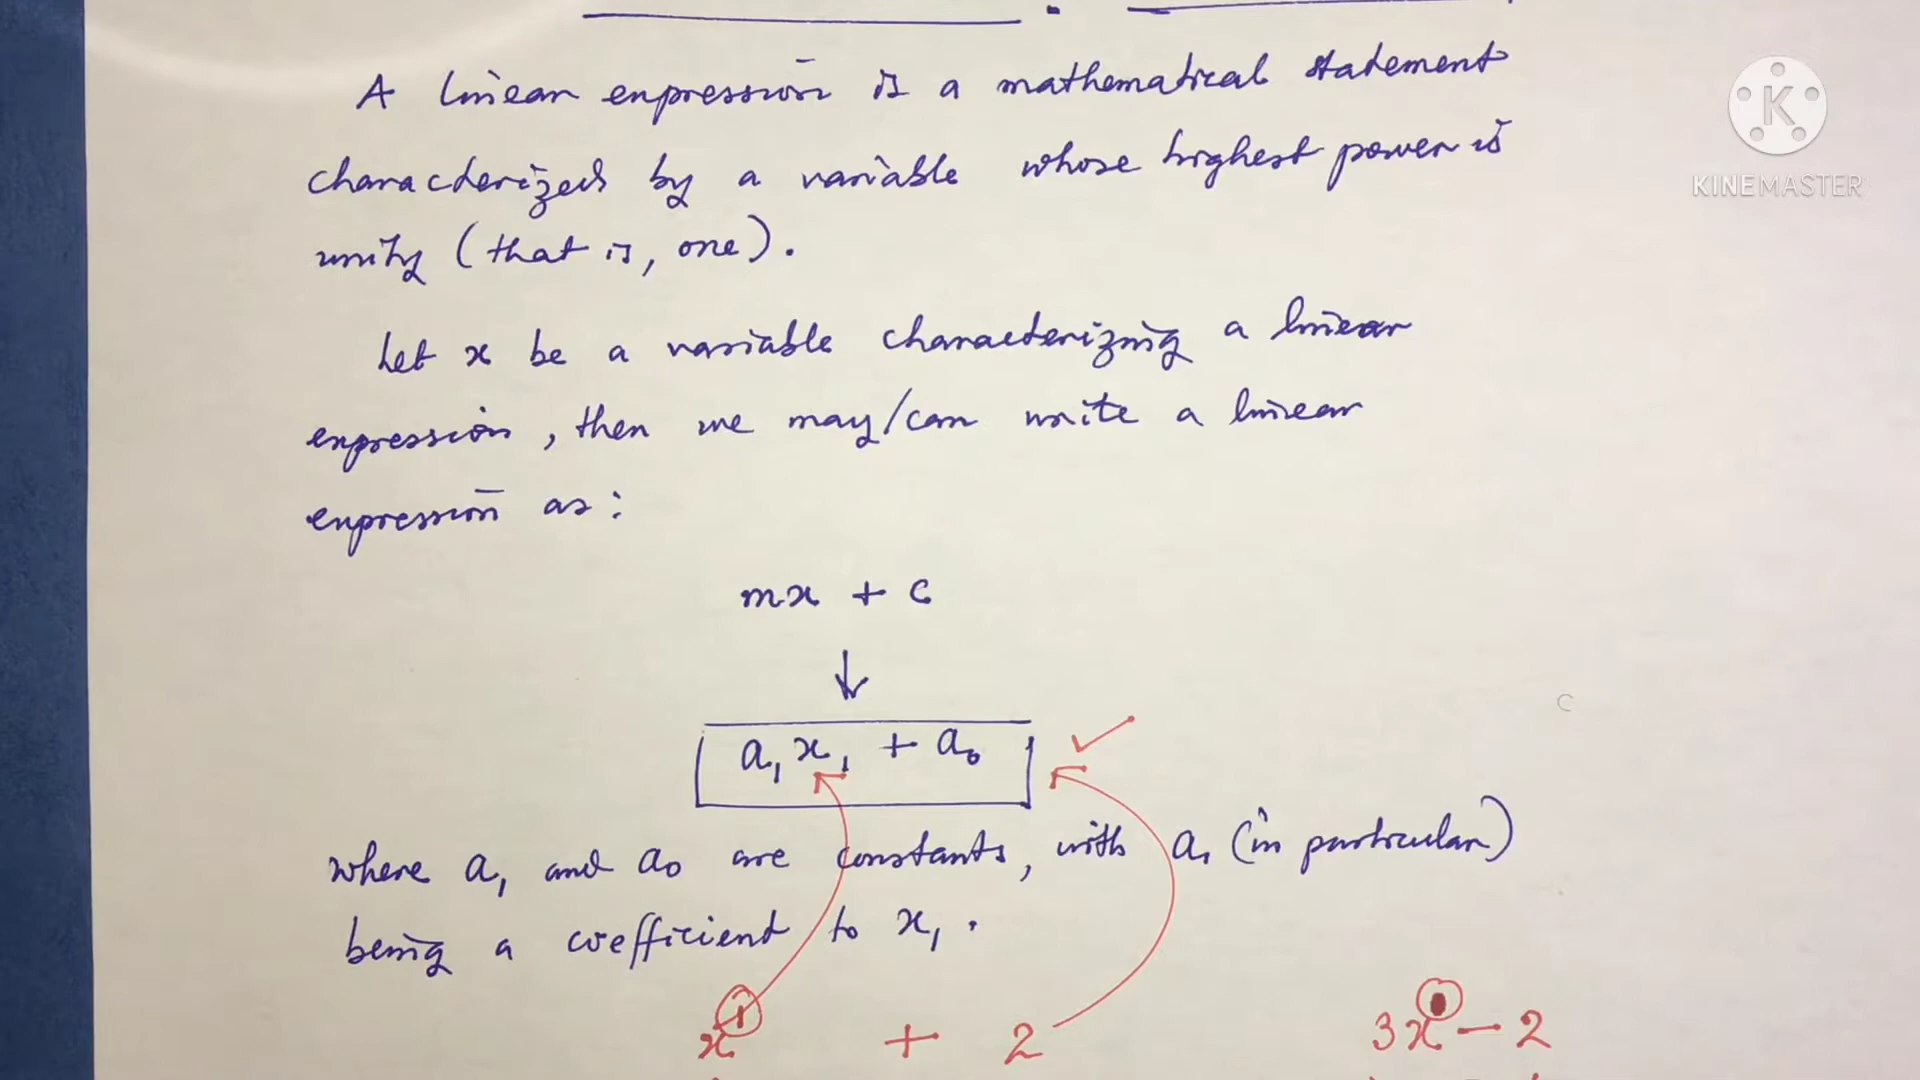 A linear expression is a mathematical statement
characterized by a variable whose highest power is
unity (that is, one).
Let x be a variable characterizing a linear
expression, then we may/can write a linear
expression as:
mx + c
↓
a₁x₁ + a₀ ✓
where a₁ and a₀ are constants, with a₁ (in particular)
being a coefficient to x₁.
x¹ + 2
3x - 2
KINEMASTER